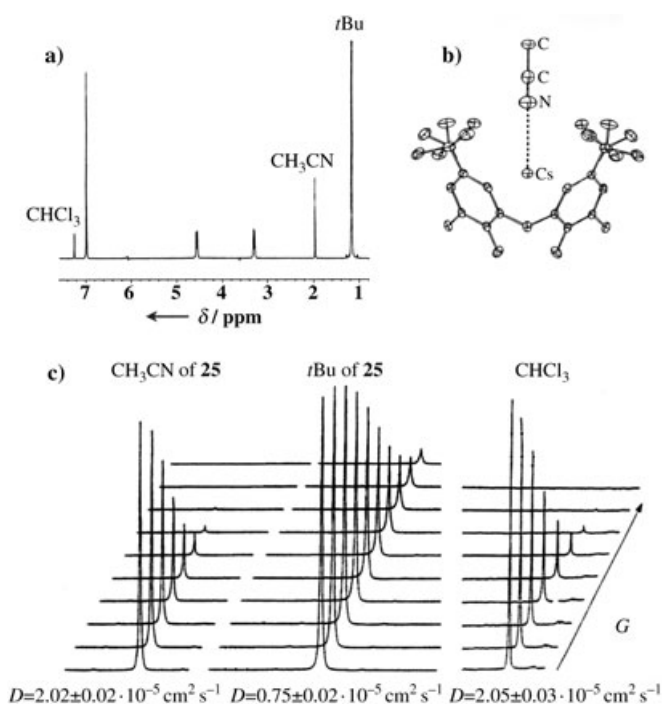 a)
tBu
CH₃CN
CHCl₃
7 6 5 4 3 2 1
δ / ppm
b)
C
C
N
Cs
c)
CH₃CN of 25
tBu of 25
CHCl₃
G
D=2.02±0.02·10⁻⁵ cm² s⁻¹
D=0.75±0.02·10⁻⁵ cm² s⁻¹
D=2.05±0.03·10⁻⁵ cm² s⁻¹